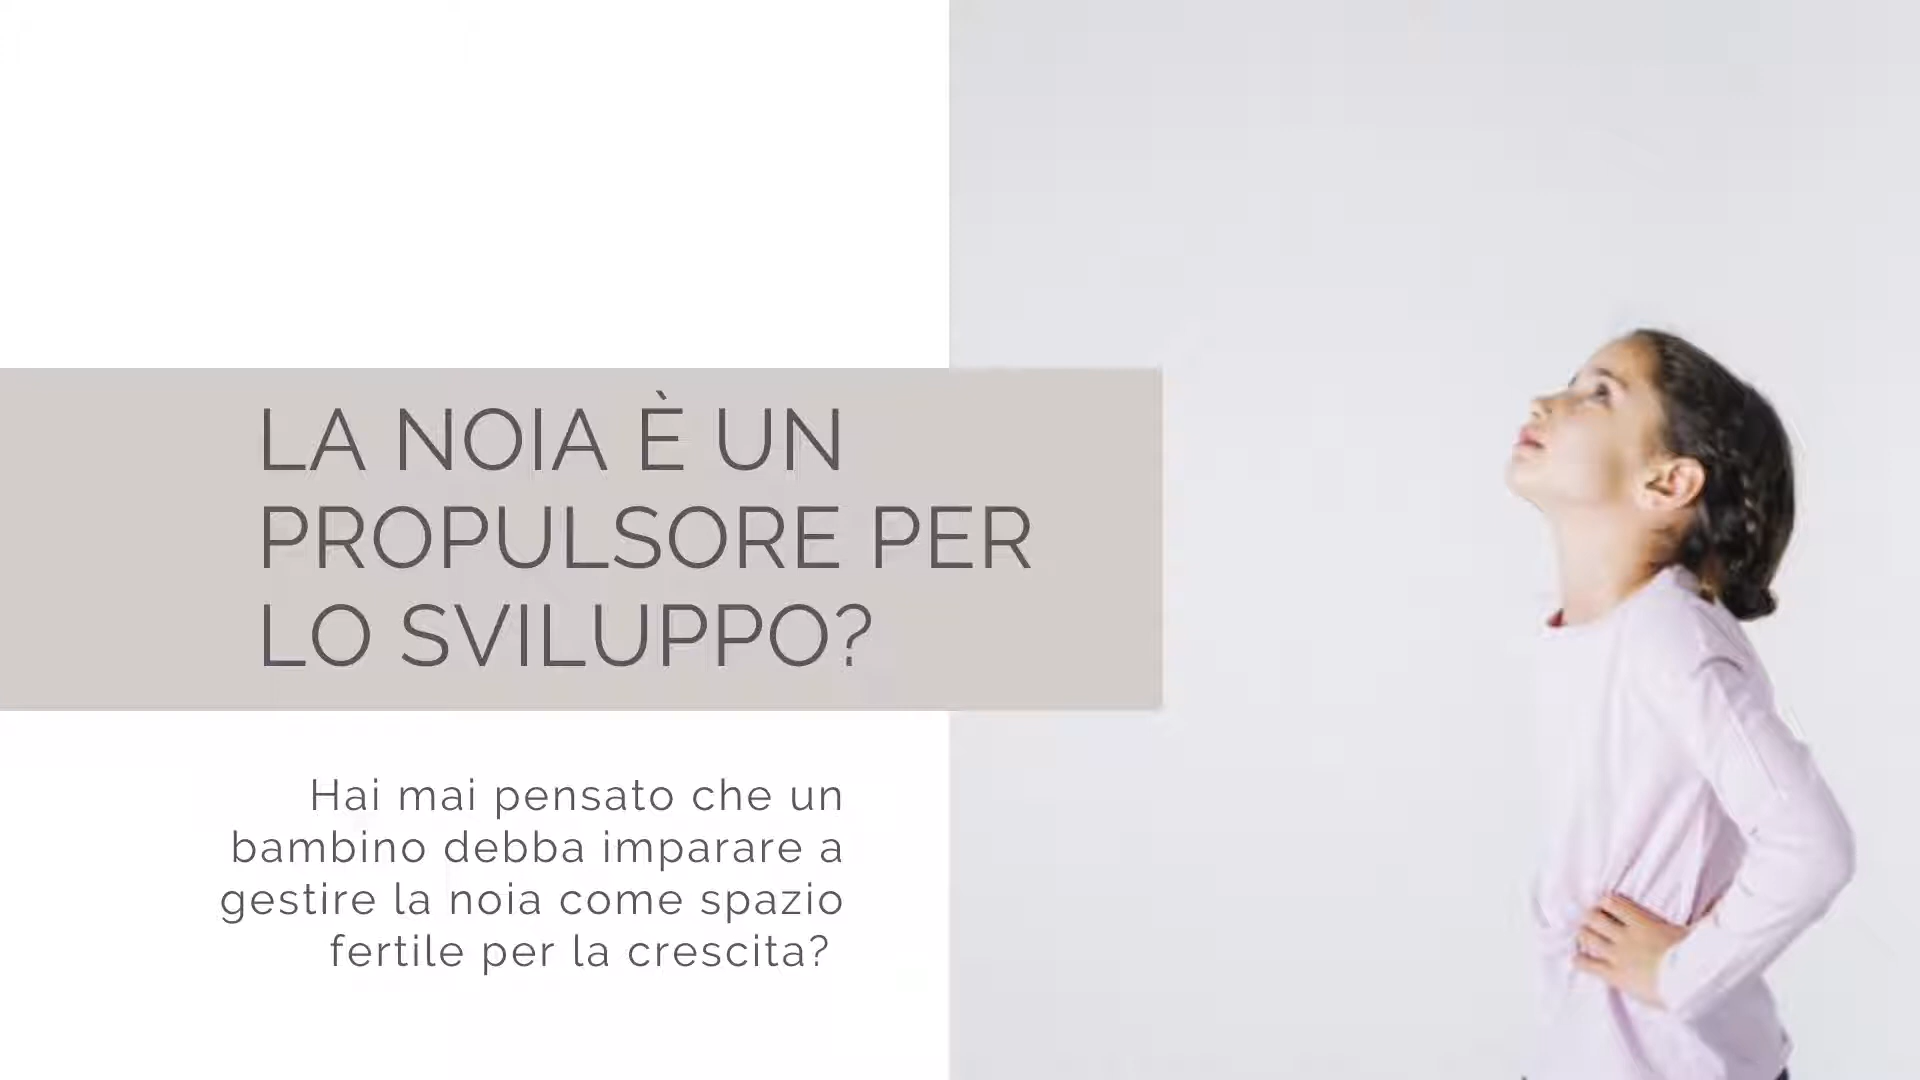 LA NOIA È UN
PROPULSORE PER
LO SVILUPPO?
Hai mai pensato che un
bambino debba imparare a
gestire la noia come spazio
fertile per la crescita?